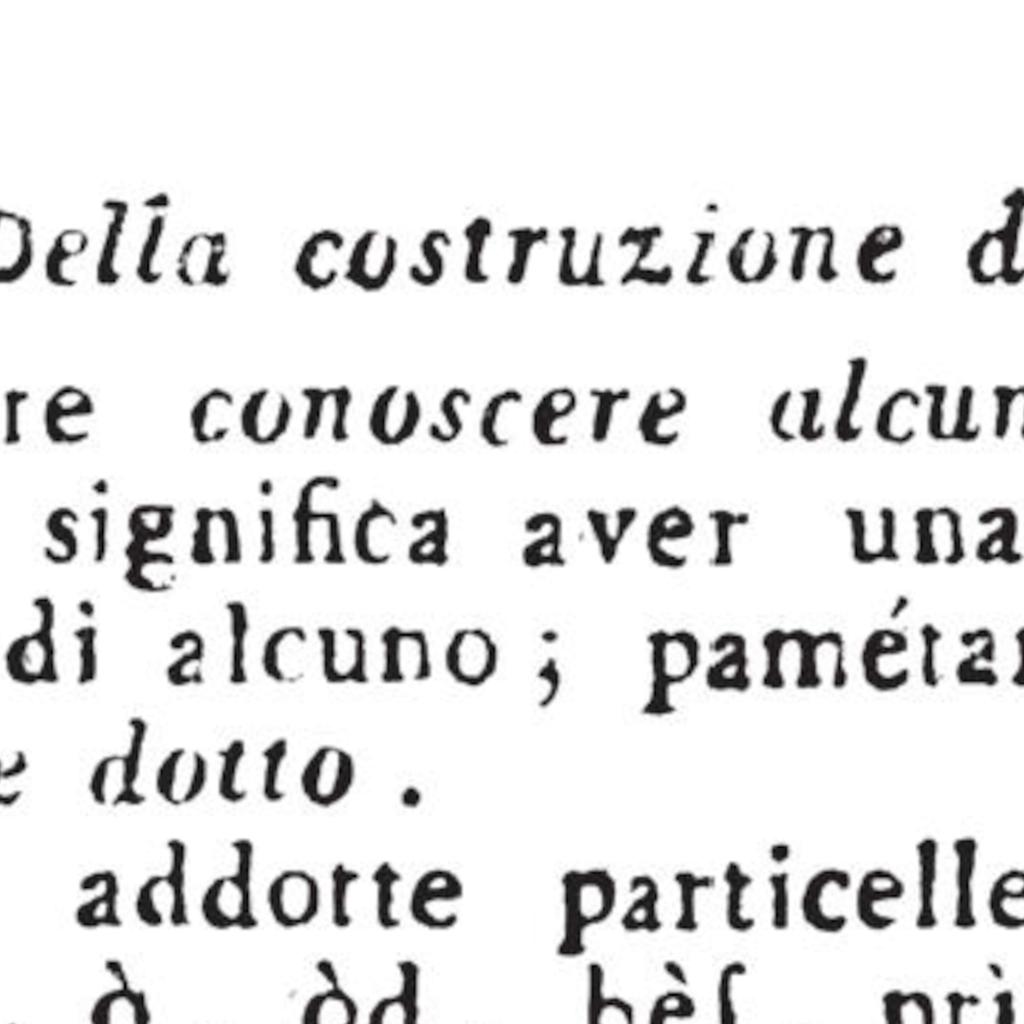 Della costruzione d
re conoscere alcun
significa aver una
di alcuno ; pamétar
e dotto .
addotte particelle
à òd bèſ pri